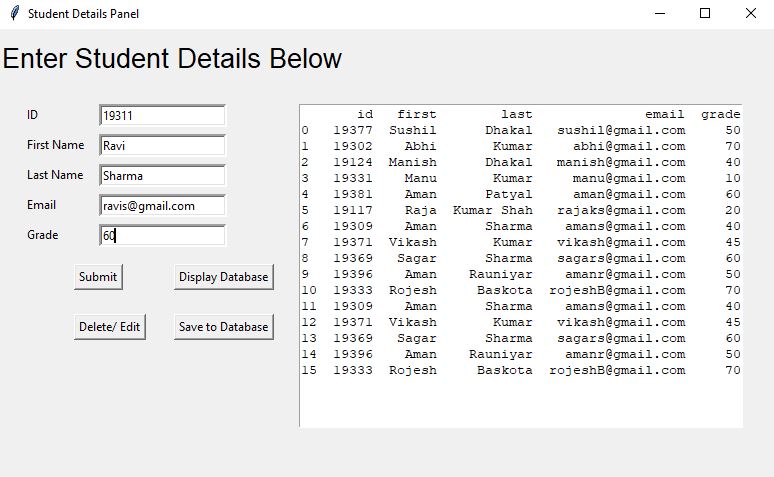 Student Details Panel
Enter Student Details Below
ID 19311
First Name Ravi
Last Name Sharma
Email ravis@gmail.com
Grade 60
Submit Display Database
Delete/ Edit Save to Database
id first last email grade
0 19377 Sushil Dhakal sushil@gmail.com 50
1 19302 Abhi Kumar abhi@gmail.com 70
2 19124 Manish Dhakal manish@gmail.com 40
3 19331 Manu Kumar manu@gmail.com 10
4 19381 Aman Patyal aman@gmail.com 60
5 19117 Raja Kumar Shah rajaks@gmail.com 20
6 19309 Aman Sharma amans@gmail.com 40
7 19371 Vikash Kumar vikash@gmail.com 45
8 19369 Sagar Sharma sagars@gmail.com 60
9 19396 Aman Rauniyar amanr@gmail.com 50
10 19333 Rojesh Baskota rojeshB@gmail.com 70
11 19309 Aman Sharma amans@gmail.com 40
12 19371 Vikash Kumar vikash@gmail.com 45
13 19369 Sagar Sharma sagars@gmail.com 60
14 19396 Aman Rauniyar amanr@gmail.com 50
15 19333 Rojesh Baskota rojeshB@gmail.com 70